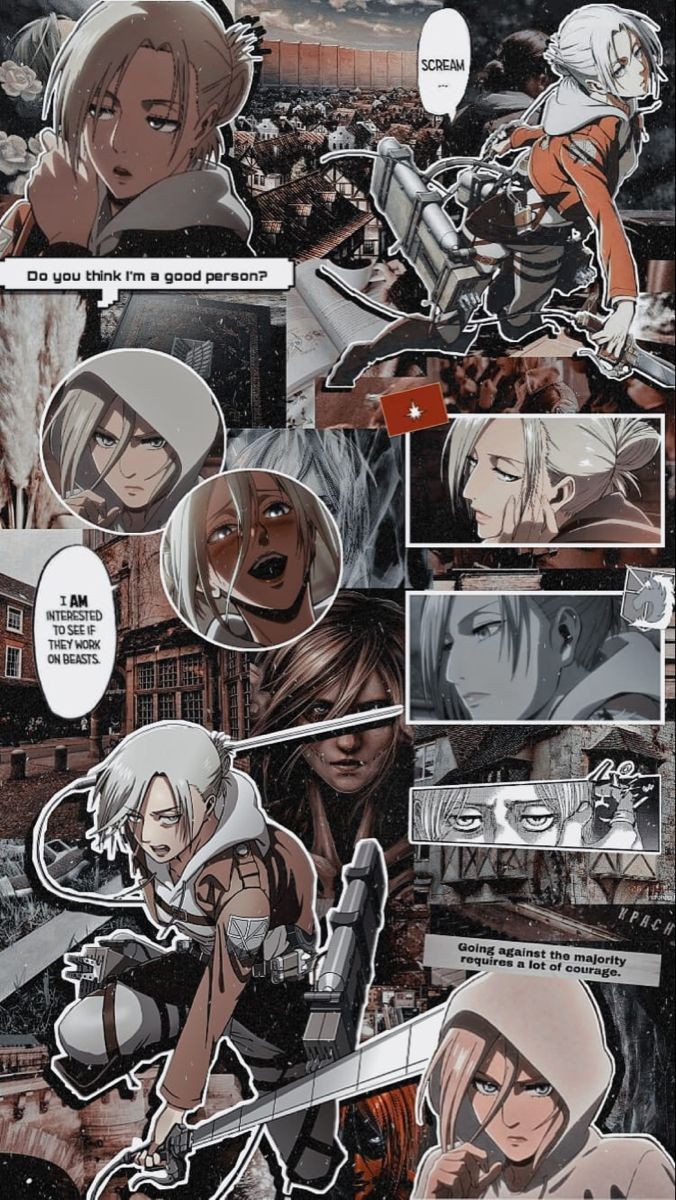 SCREAM
...
Do you think I'm a good person?
I AM
INTERESTED
TO SEE IF
THEY WORK
ON BEASTS.
Going against the majority
requires a lot of courage.